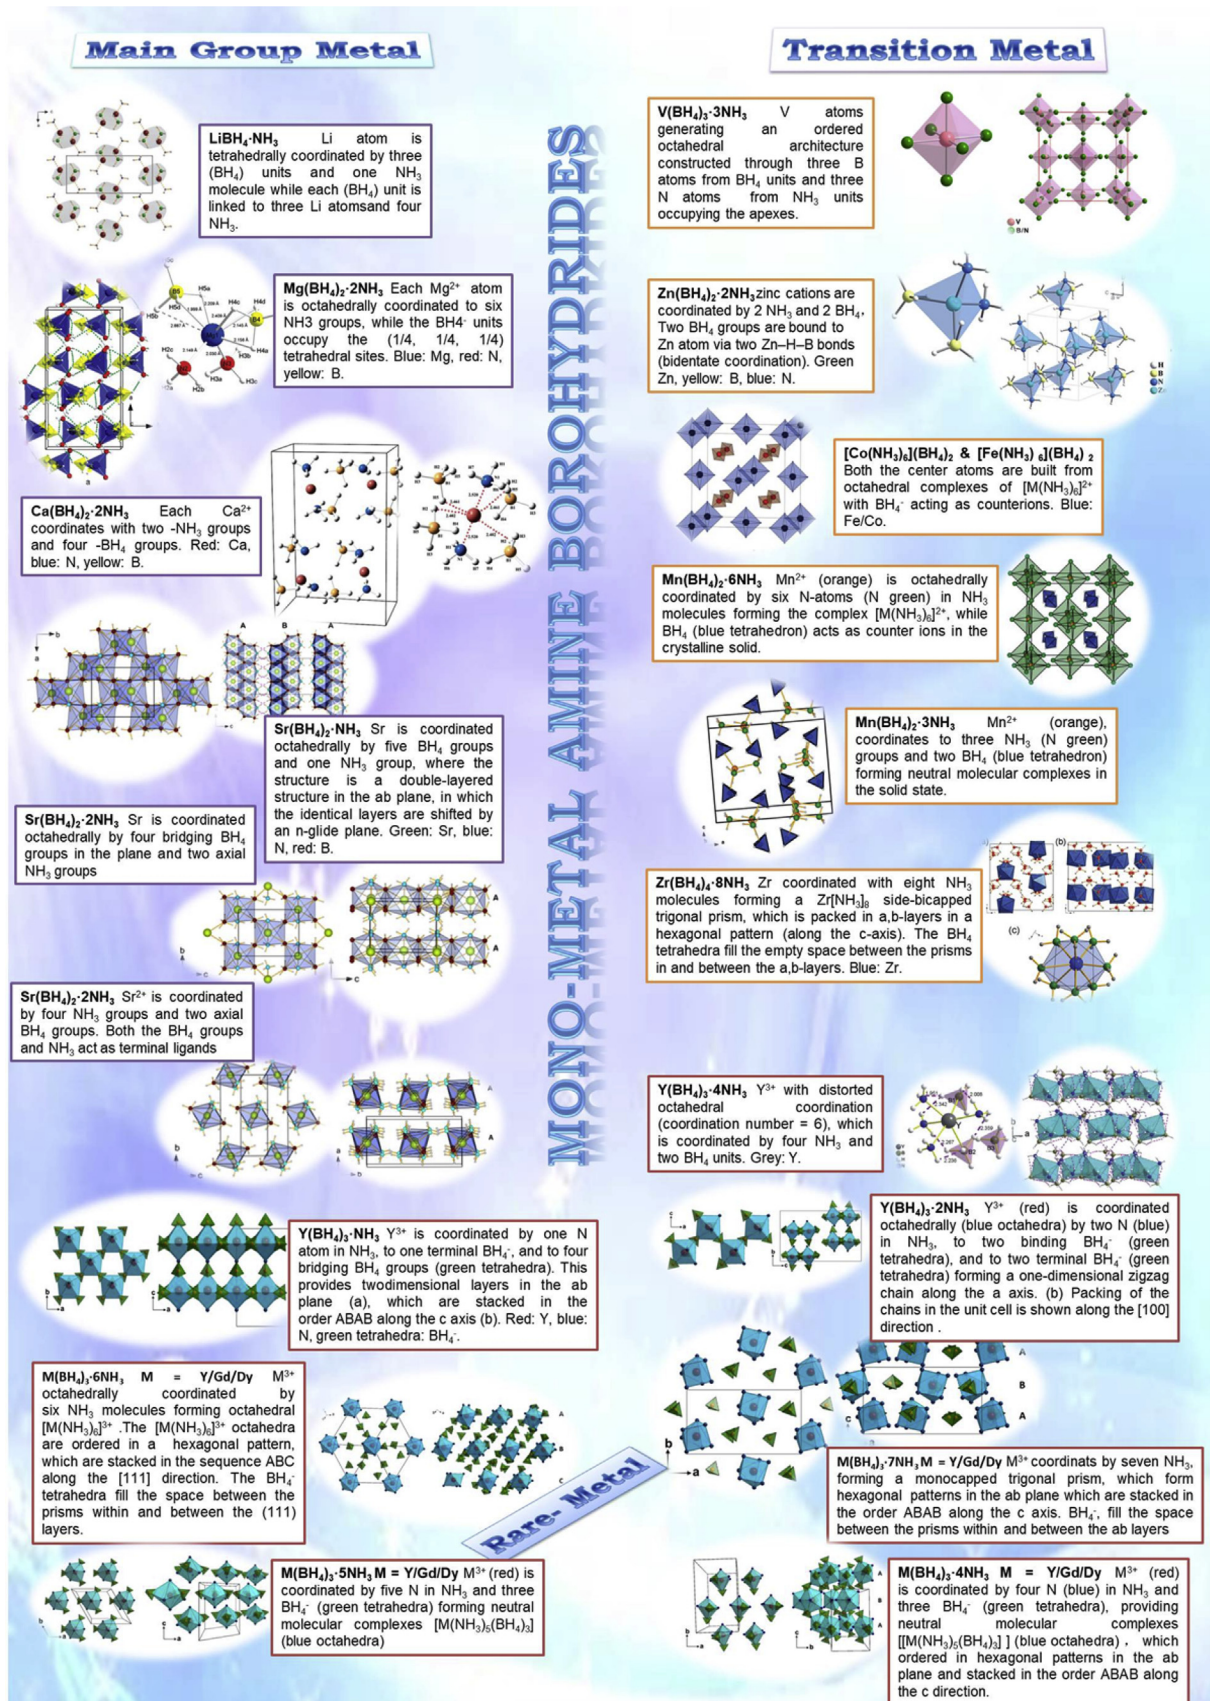 Main Group Metal
Transition Metal
MONO-METAL AMINE BOROHYDRIDES
LiBH₄·NH₃ Li atom is
tetrahedrally coordinated by three
(BH₄) units and one NH₃
molecule while each (BH₄) unit is
linked to three Li atomsand four
NH₃.
Mg(BH₄)₂·2NH₃ Each Mg²⁺ atom
is octahedrally coordinated to six
NH3 groups, while the BH4⁻ units
occupy the (1/4, 1/4, 1/4)
tetrahedral sites. Blue: Mg, red: N,
yellow: B.
Ca(BH₄)₂·2NH₃ Each Ca²⁺
coordinates with two -NH₃ groups
and four -BH₄ groups. Red: Ca,
blue: N, yellow: B.
A B A
Sr(BH₄)₂·NH₃ Sr is coordinated
octahedrally by five BH₄ groups
and one NH₃ group, where the
structure is a double-layered
structure in the ab plane, in which
the identical layers are shifted by
an n-glide plane. Green: Sr, blue:
N, red: B.
Sr(BH₄)₂·2NH₃ Sr is coordinated
octahedrally by four bridging BH₄
groups in the plane and two axial
NH₃ groups
Sr(BH₄)₂·2NH₃ Sr²⁺ is coordinated
by four NH₃ groups and two axial
BH₄ groups. Both the BH₄ groups
and NH₃ act as terminal ligands
Y(BH₄)₃·NH₃ Y³⁺ is coordinated by one N
atom in NH₃, to one terminal BH₄⁻, and to four
bridging BH₄ groups (green tetrahedra). This
provides twodimensional layers in the ab
plane (a), which are stacked in the
order ABAB along the c axis (b). Red: Y, blue:
N, green tetrahedra: BH₄⁻.
M(BH₄)₃·6NH₃ M = Y/Gd/Dy M³⁺
octahedrally coordinated by
six NH₃ molecules forming octahedral
[M(NH₃)₆]³⁺ .The [M(NH₃)₆]³⁺ octahedra
are ordered in a hexagonal pattern,
which are stacked in the sequence ABC
along the [111] direction. The BH₄⁻
tetrahedra fill the space between the
prisms within and between the (111)
layers.
M(BH₄)₃·5NH₃ M = Y/Gd/Dy M³⁺ (red) is
coordinated by five N in NH₃ and three
BH₄⁻ (green tetrahedra) forming neutral
molecular complexes [M(NH₃)₅(BH₄)₃]
(blue octahedra)
Rare- Metal
V(BH₄)₃·3NH₃ V atoms
generating an ordered
octahedral architecture
constructed through three B
atoms from BH₄ units and three
N atoms from NH₃ units
occupying the apexes.
V
B/N
Zn(BH₄)₂·2NH₃ zinc cations are
coordinated by 2 NH₃ and 2 BH₄.
Two BH₄ groups are bound to
Zn atom via two Zn–H–B bonds
(bidentate coordination). Green
Zn, yellow: B, blue: N.
H
B
N
Zn
[Co(NH₃)₆](BH₄)₂ & [Fe(NH₃)₆](BH₄)₂
Both the center atoms are built from
octahedral complexes of [M(NH₃)₆]²⁺
with BH₄⁻ acting as counterions. Blue:
Fe/Co.
Mn(BH₄)₂·6NH₃ Mn²⁺ (orange) is octahedrally
coordinated by six N-atoms (N green) in NH₃
molecules forming the complex [M(NH₃)₆]²⁺, while
BH₄ (blue tetrahedron) acts as counter ions in the
crystalline solid.
Mn(BH₄)₂·3NH₃ Mn²⁺ (orange),
coordinates to three NH₃ (N green)
groups and two BH₄ (blue tetrahedron)
forming neutral molecular complexes in
the solid state.
Zr(BH₄)₄·8NH₃ Zr coordinated with eight NH₃
molecules forming a Zr[NH₃]₈ side-bicapped
trigonal prism, which is packed in a,b-layers in a
hexagonal pattern (along the c-axis). The BH₄
tetrahedra fill the empty space between the prisms
in and between the a,b-layers. Blue: Zr.
(b)
(c)
Y(BH₄)₃·4NH₃ Y³⁺ with distorted
octahedral coordination
(coordination number = 6), which
is coordinated by four NH₃ and
two BH₄ units. Grey: Y.
Y(BH₄)₃·2NH₃ Y³⁺ (red) is coordinated
octahedrally (blue octahedra) by two N (blue)
in NH₃, to two binding BH₄⁻ (green
tetrahedra), and to two terminal BH₄⁻ (green
tetrahedra) forming a one-dimensional zigzag
chain along the a axis. (b) Packing of the
chains in the unit cell is shown along the [100]
direction .
M(BH₄)₃·7NH₃ M = Y/Gd/Dy M³⁺ coordinats by seven NH₃,
forming a monocapped trigonal prism, which form
hexagonal patterns in the ab plane which are stacked in
the order ABAB along the c axis. BH₄⁻, fill the space
between the prisms within and between the ab layers
M(BH₄)₃·4NH₃ M = Y/Gd/Dy M³⁺ (red)
is coordinated by four N (blue) in NH₃ and
three BH₄⁻ (green tetrahedra), providing
neutral molecular complexes
[[M(NH₃)₅(BH₄)₃] ] (blue octahedra) , which
ordered in hexagonal patterns in the ab
plane and stacked in the order ABAB along
the c direction.